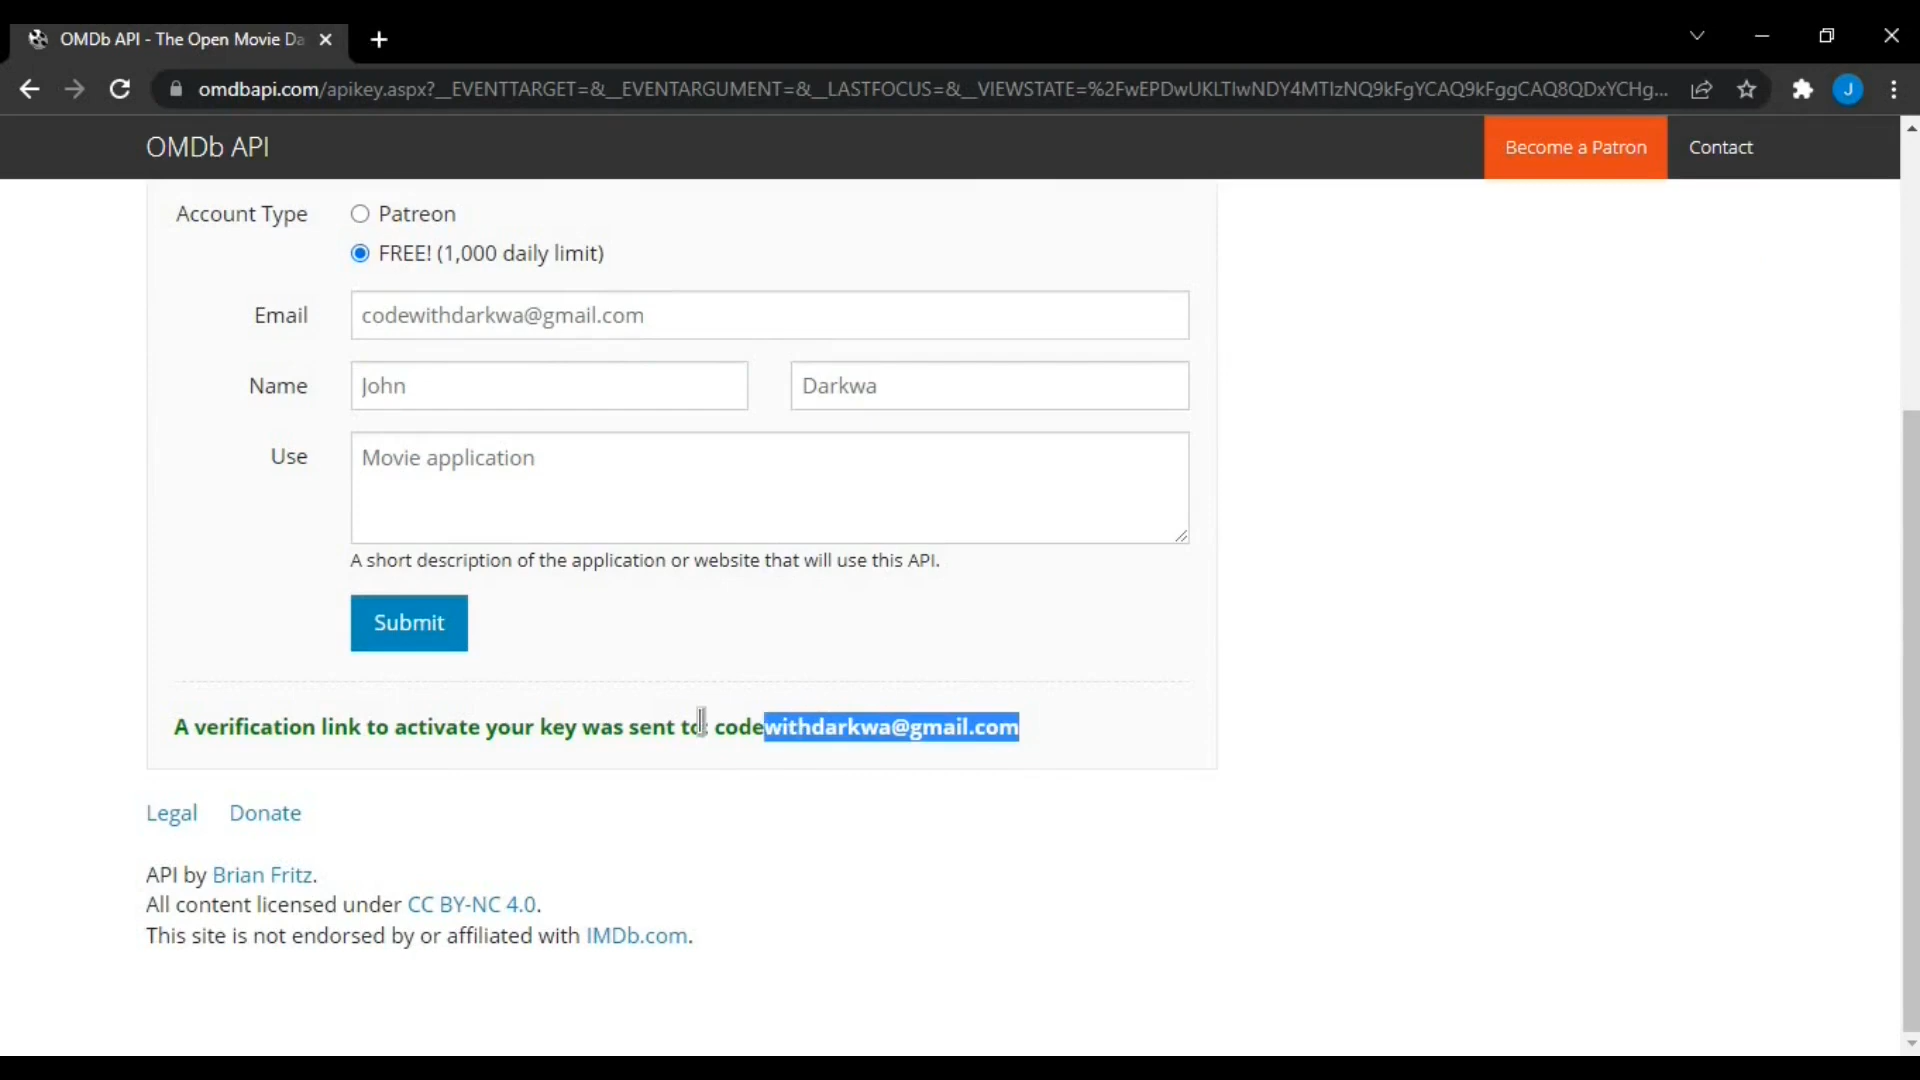 OMDb API - The Open Movie Da
omdbapi.com/apikey.aspx?__EVENTTARGET=&__EVENTARGUMENT=&__LASTFOCUS=&__VIEWSTATE=%2FwEPDwUKLTIwNDY4MTIzNQ9kFgYCAQ9kFggCAQ8QDxYCHg...
J
OMDb API
Become a Patron
Contact
Account Type
Patreon
FREE! (1,000 daily limit)
Email
codewithdarkwa@gmail.com
Name
John
Darkwa
Use
Movie application
A short description of the application or website that will use this API.
Submit
A verification link to activate your key was sent to: codewithdarkwa@gmail.com
Legal
Donate
API by Brian Fritz.
All content licensed under CC BY-NC 4.0.
This site is not endorsed by or affiliated with IMDb.com.